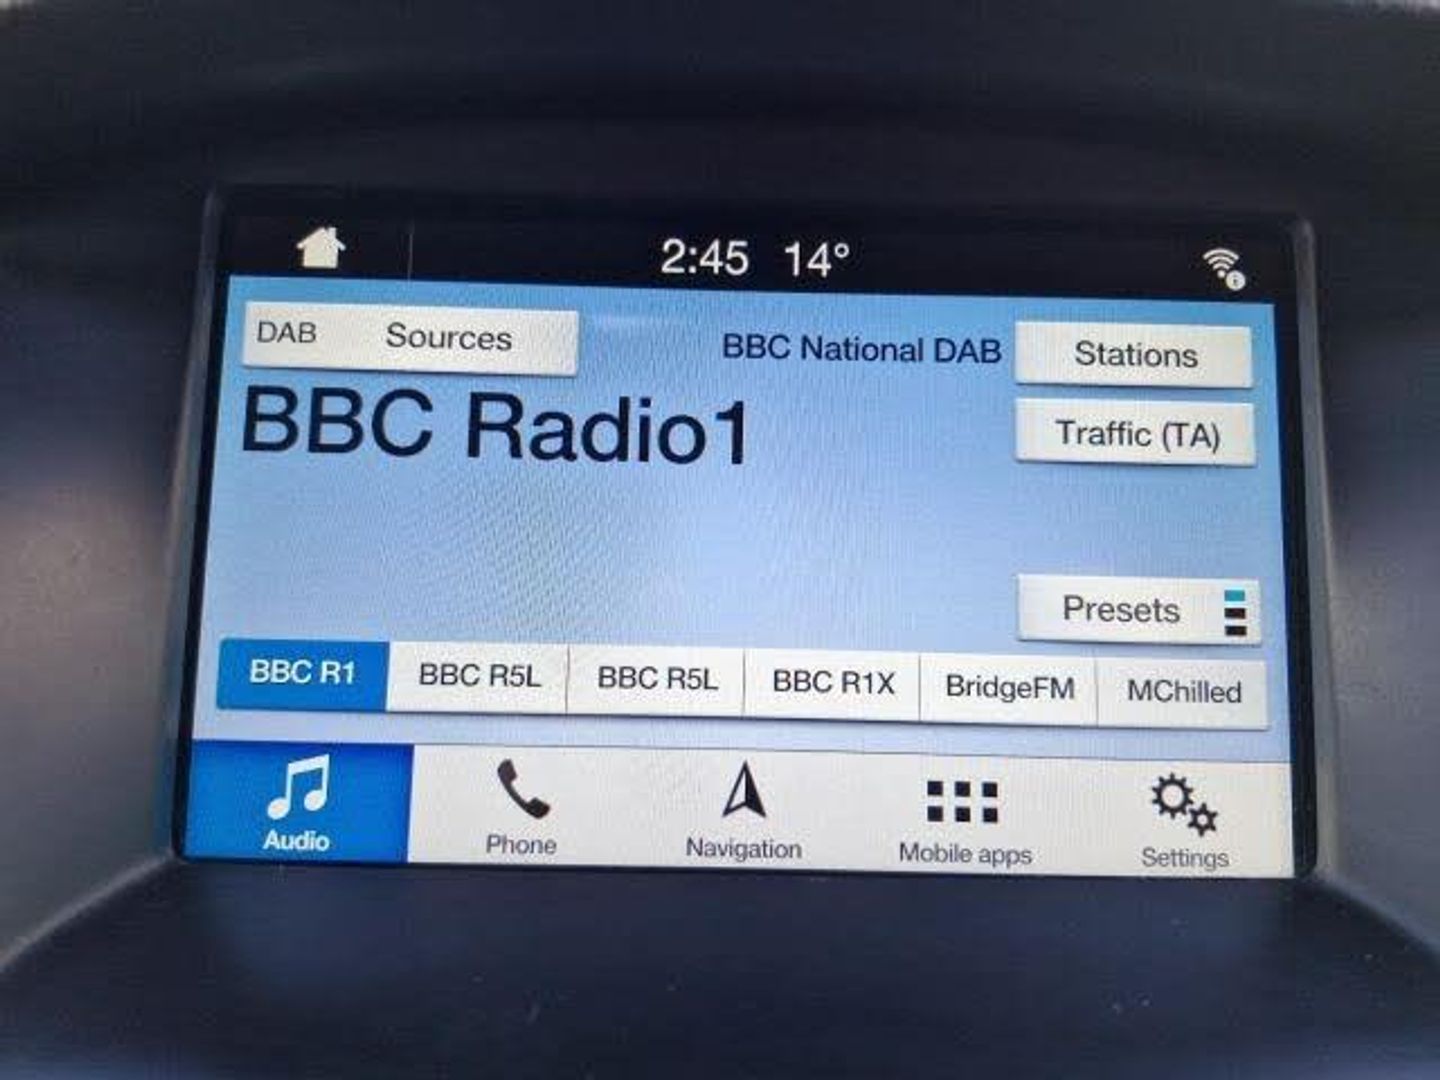 2:45 14°
DAB Sources
BBC National DAB
Stations
BBC Radio1
Traffic (TA)
Presets
BBC R1 BBC R5L BBC R5L BBC R1X BridgeFM MChilled
Audio Phone Navigation Mobile apps Settings